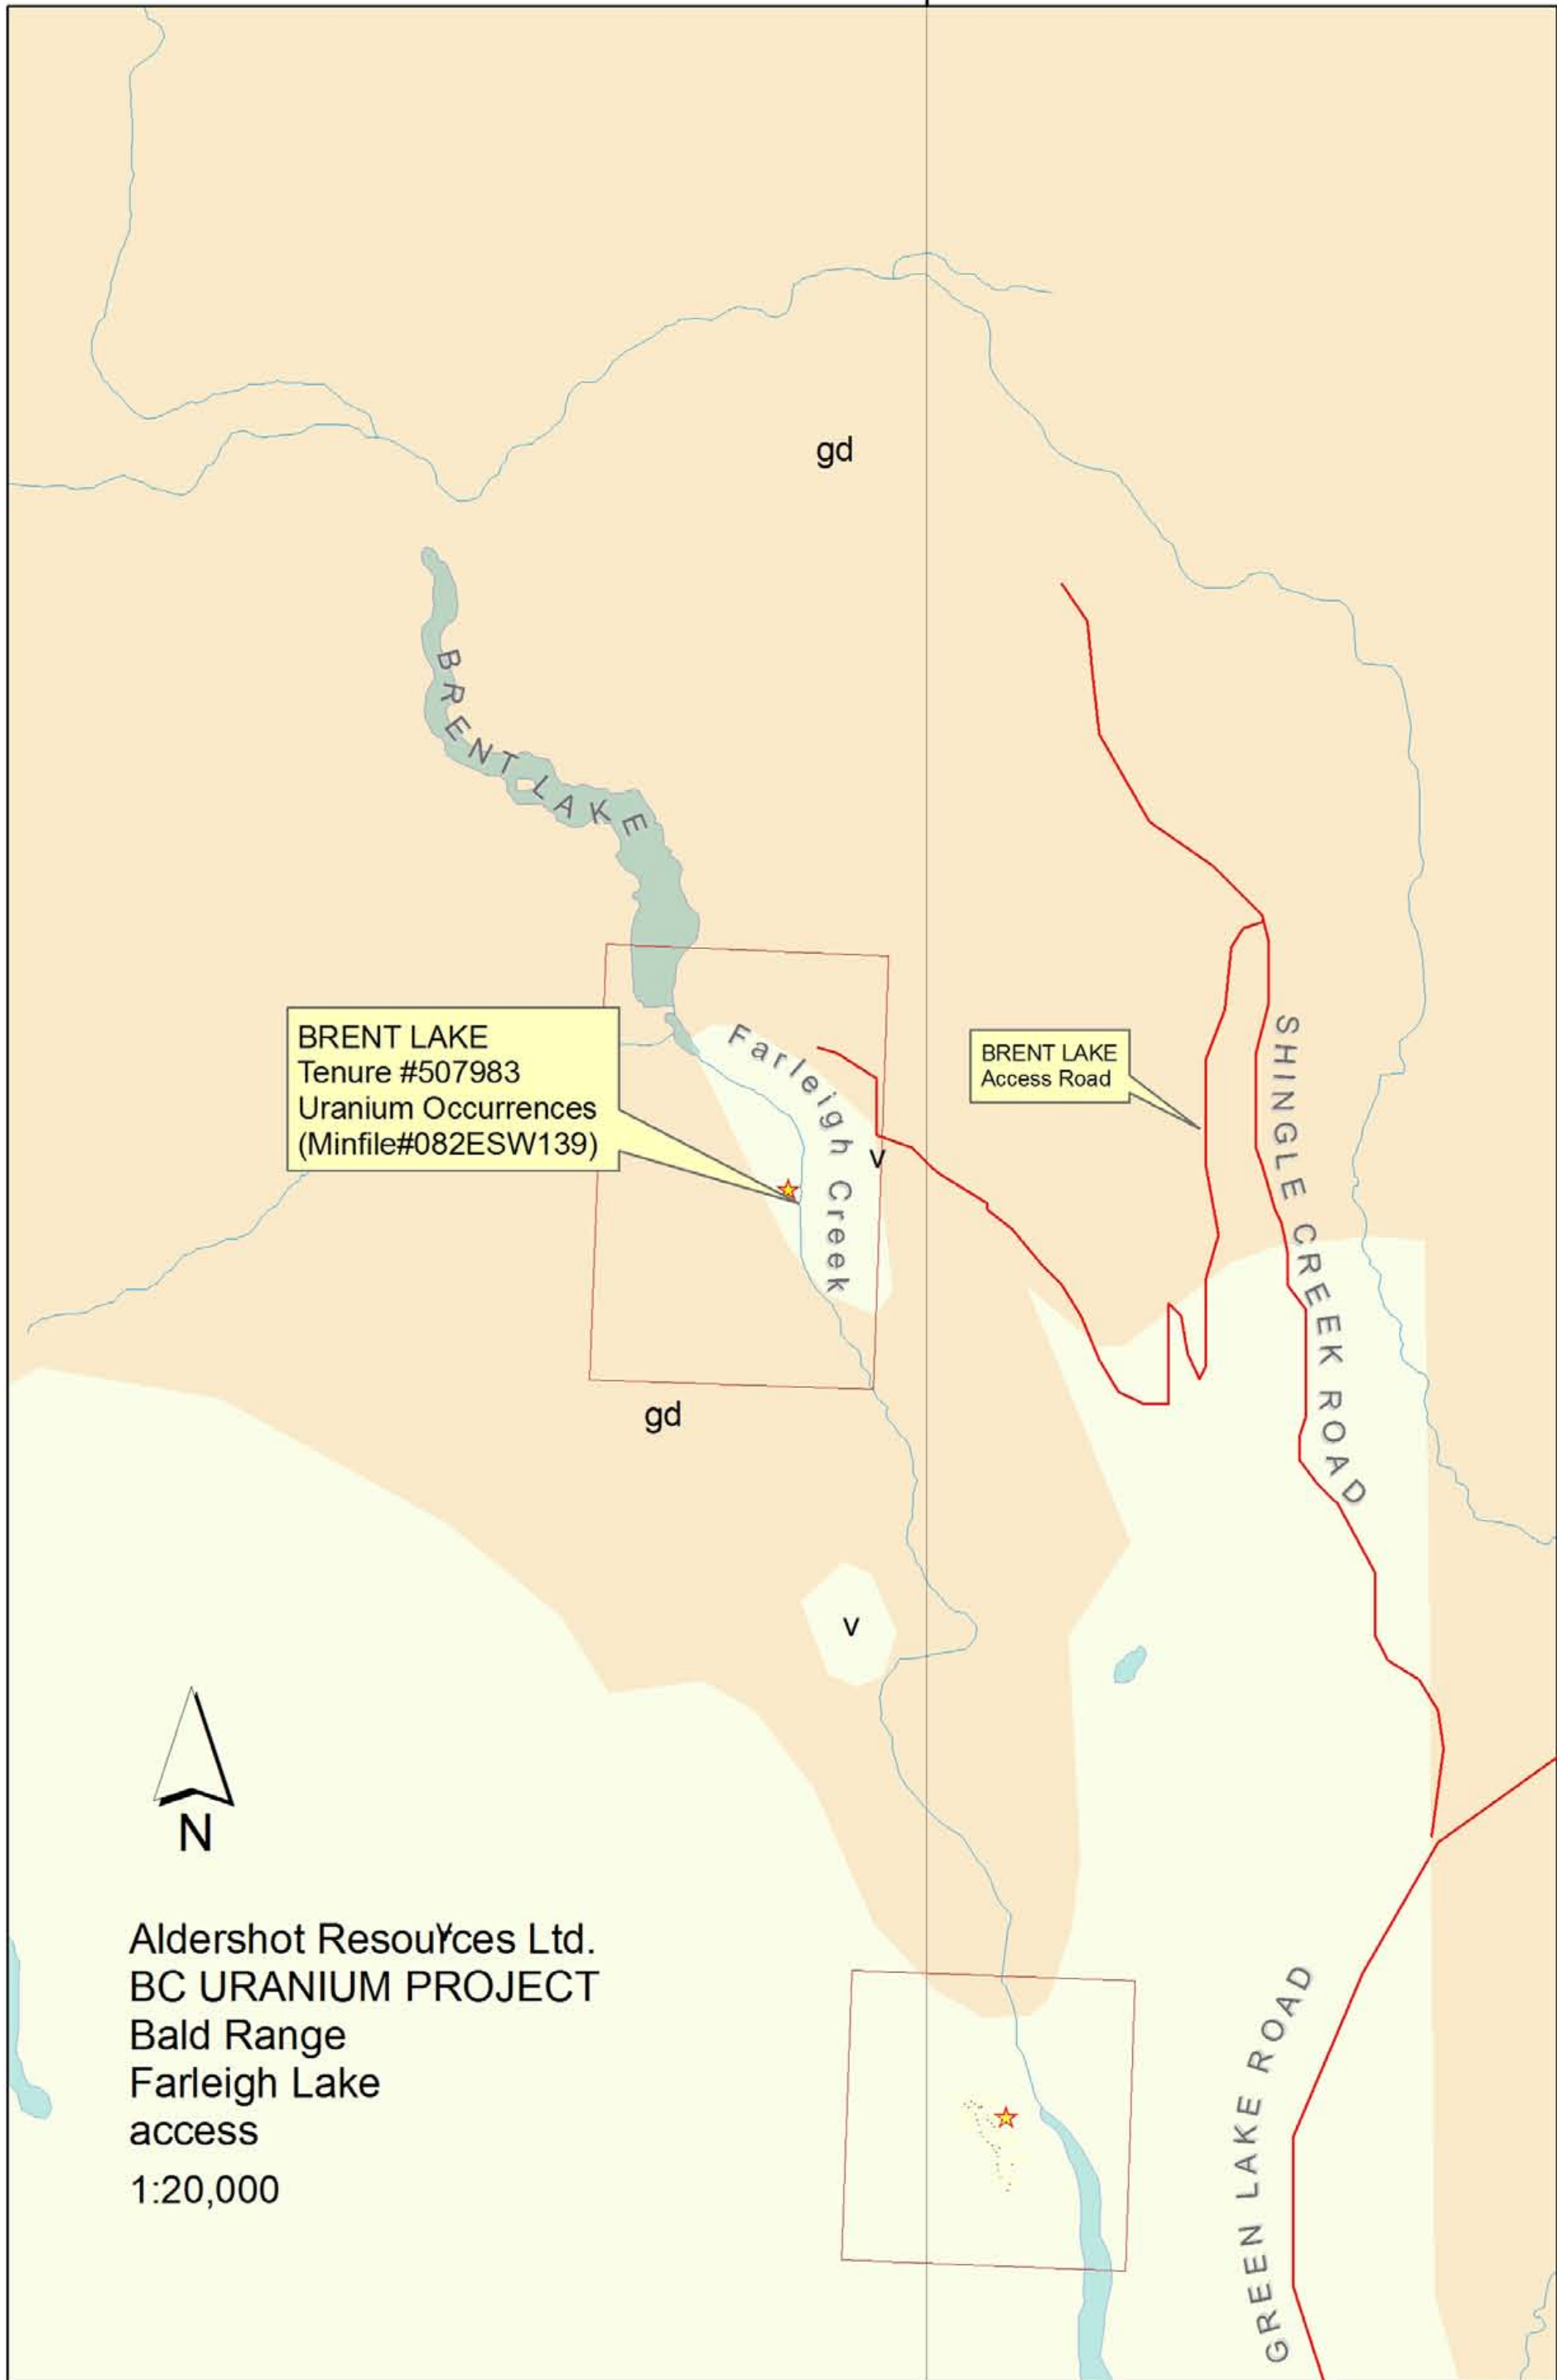 gd
BRENT LAKE
BRENT LAKE
Tenure #507983
Uranium Occurrences
(Minfile#082ESW139)
Farleigh Creek
v
BRENT LAKE
Access Road
SHINGLE CREEK ROAD
gd
v
N
Aldershot Resources Ltd.
v
BC URANIUM PROJECT
Bald Range
Farleigh Lake
access
1:20,000
GREEN LAKE ROAD